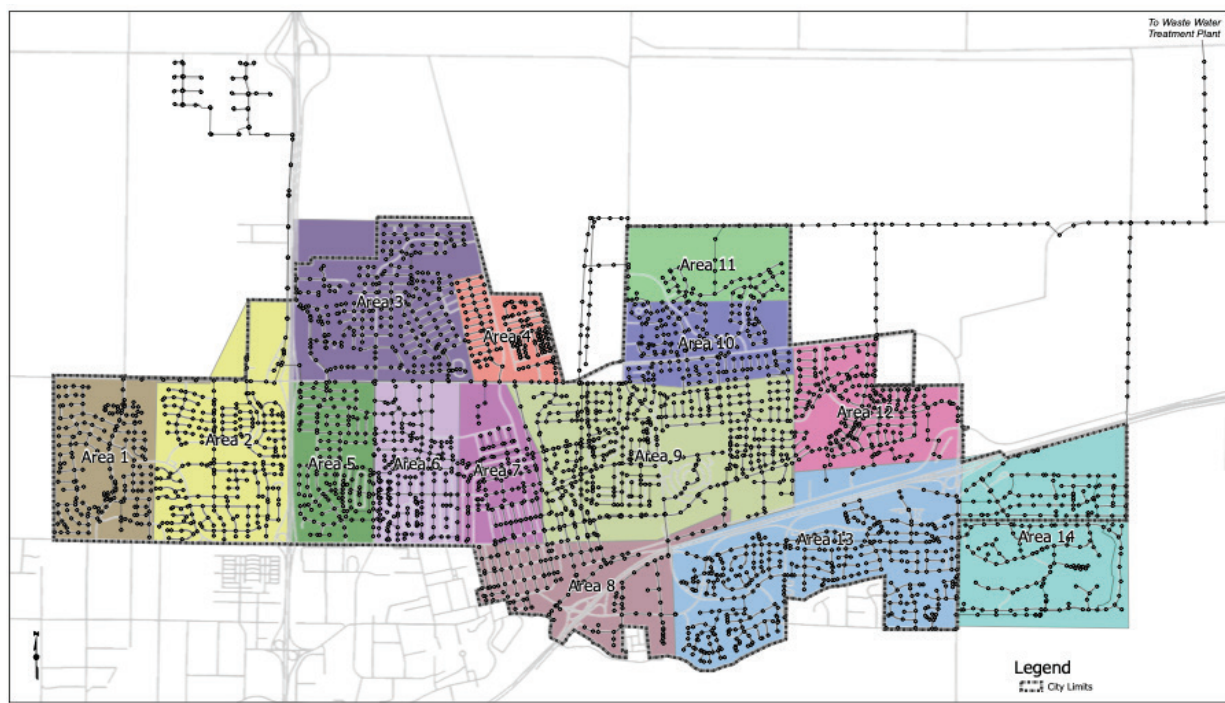 To Waste Water
Treatment Plant
Area 11
Area 3
Area 4
Area 10
Area 12
Area 2
Area 1
Area 5
Area 6
Area 7
Area 9
Area 13
Area 14
Area 8
Legend
City Limits
N